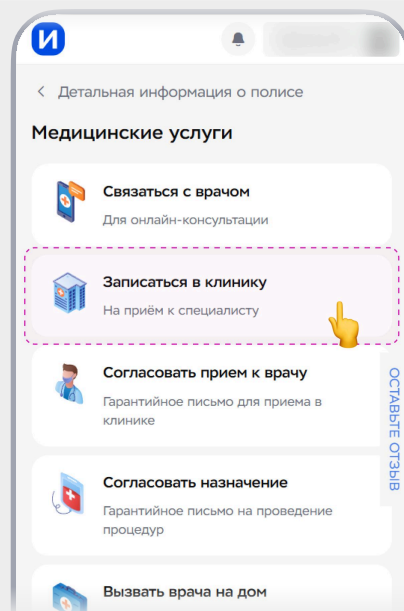 И
Детальная информация о полисе
Медицинские услуги
Связаться с врачом
Для онлайн-консультации
Записаться в клинику
На приём к специалисту
Согласовать прием к врачу
Гарантийное письмо для приема в
клинике
ОСТАВЬТЕ ОТЗЫВ
Согласовать назначение
Гарантийное письмо на проведение
процедур
Вызвать врача на дом